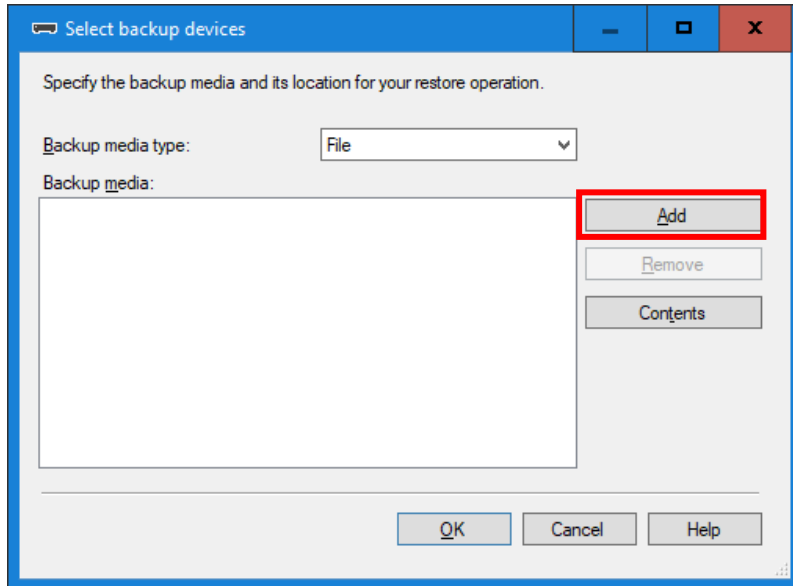 Select backup devices
Specify the backup media and its location for your restore operation.
Backup media type:
File
Backup media:
Add
Remove
Contents
OK
Cancel
Help